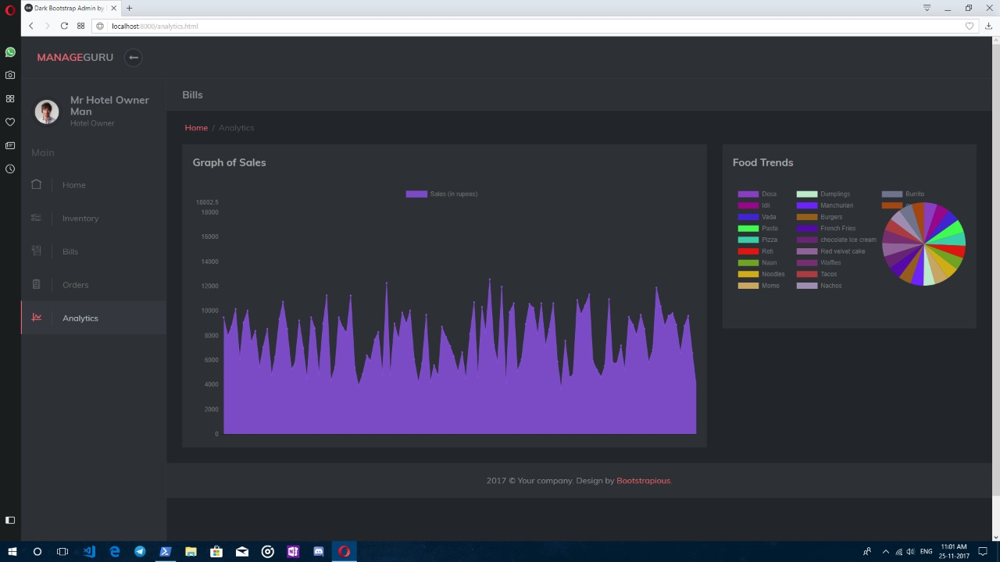 Dark Bootstrap Admin by
localhost:8000/analytics.html
MANAGEGURU
Mr Hotel Owner
Man
Hotel Owner
Main
Home
Inventory
Bills
Orders
Analytics
Bills
Home / Analytics
Graph of Sales
Sales (in rupees)
18802.5
18000
16000
14000
12000
10000
8000
6000
4000
2000
0
Food Trends
Dosa
Idli
Vada
Pasta
Pizza
Roti
Naan
Noodles
Momo
Dumplings
Manchurian
Burgers
French Fries
chocolate Ice cream
Red velvet cake
Waffles
Tacos
Nachos
Burrito
2017 © Your company. Design by Bootstrapious.
ENG
11:01 AM
25-11-2017